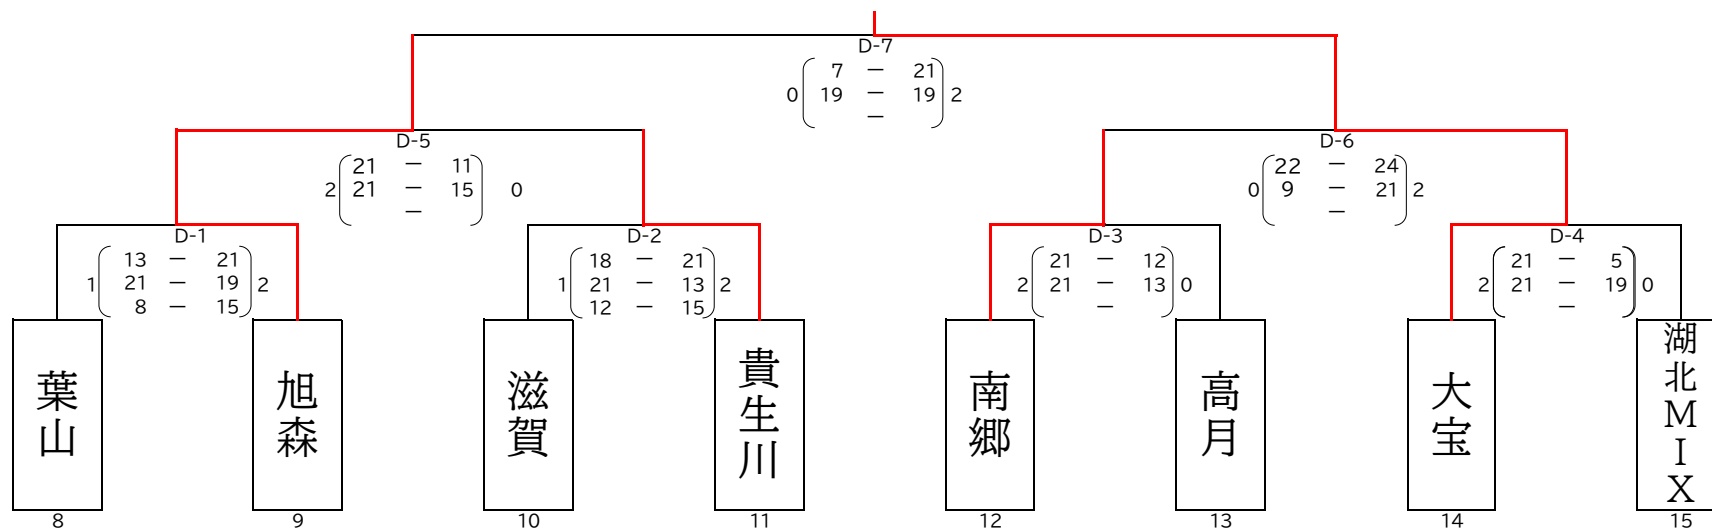 D-7
7 － 21
0 19 － 19 2
－
D-5
21 － 11
2 21 － 15 0
－
D-6
22 － 24
0 9 － 21 2
－
D-1
13 － 21
1 21 － 19 2
8 － 15
D-2
18 － 21
1 21 － 13 2
12 － 15
D-3
21 － 12
2 21 － 13 0
－
D-4
21 － 5
2 21 － 19 0
－
葉山
旭森
滋賀
貴生川
南郷
高月
大宝
湖北MIX
8
9
10
11
12
13
14
15